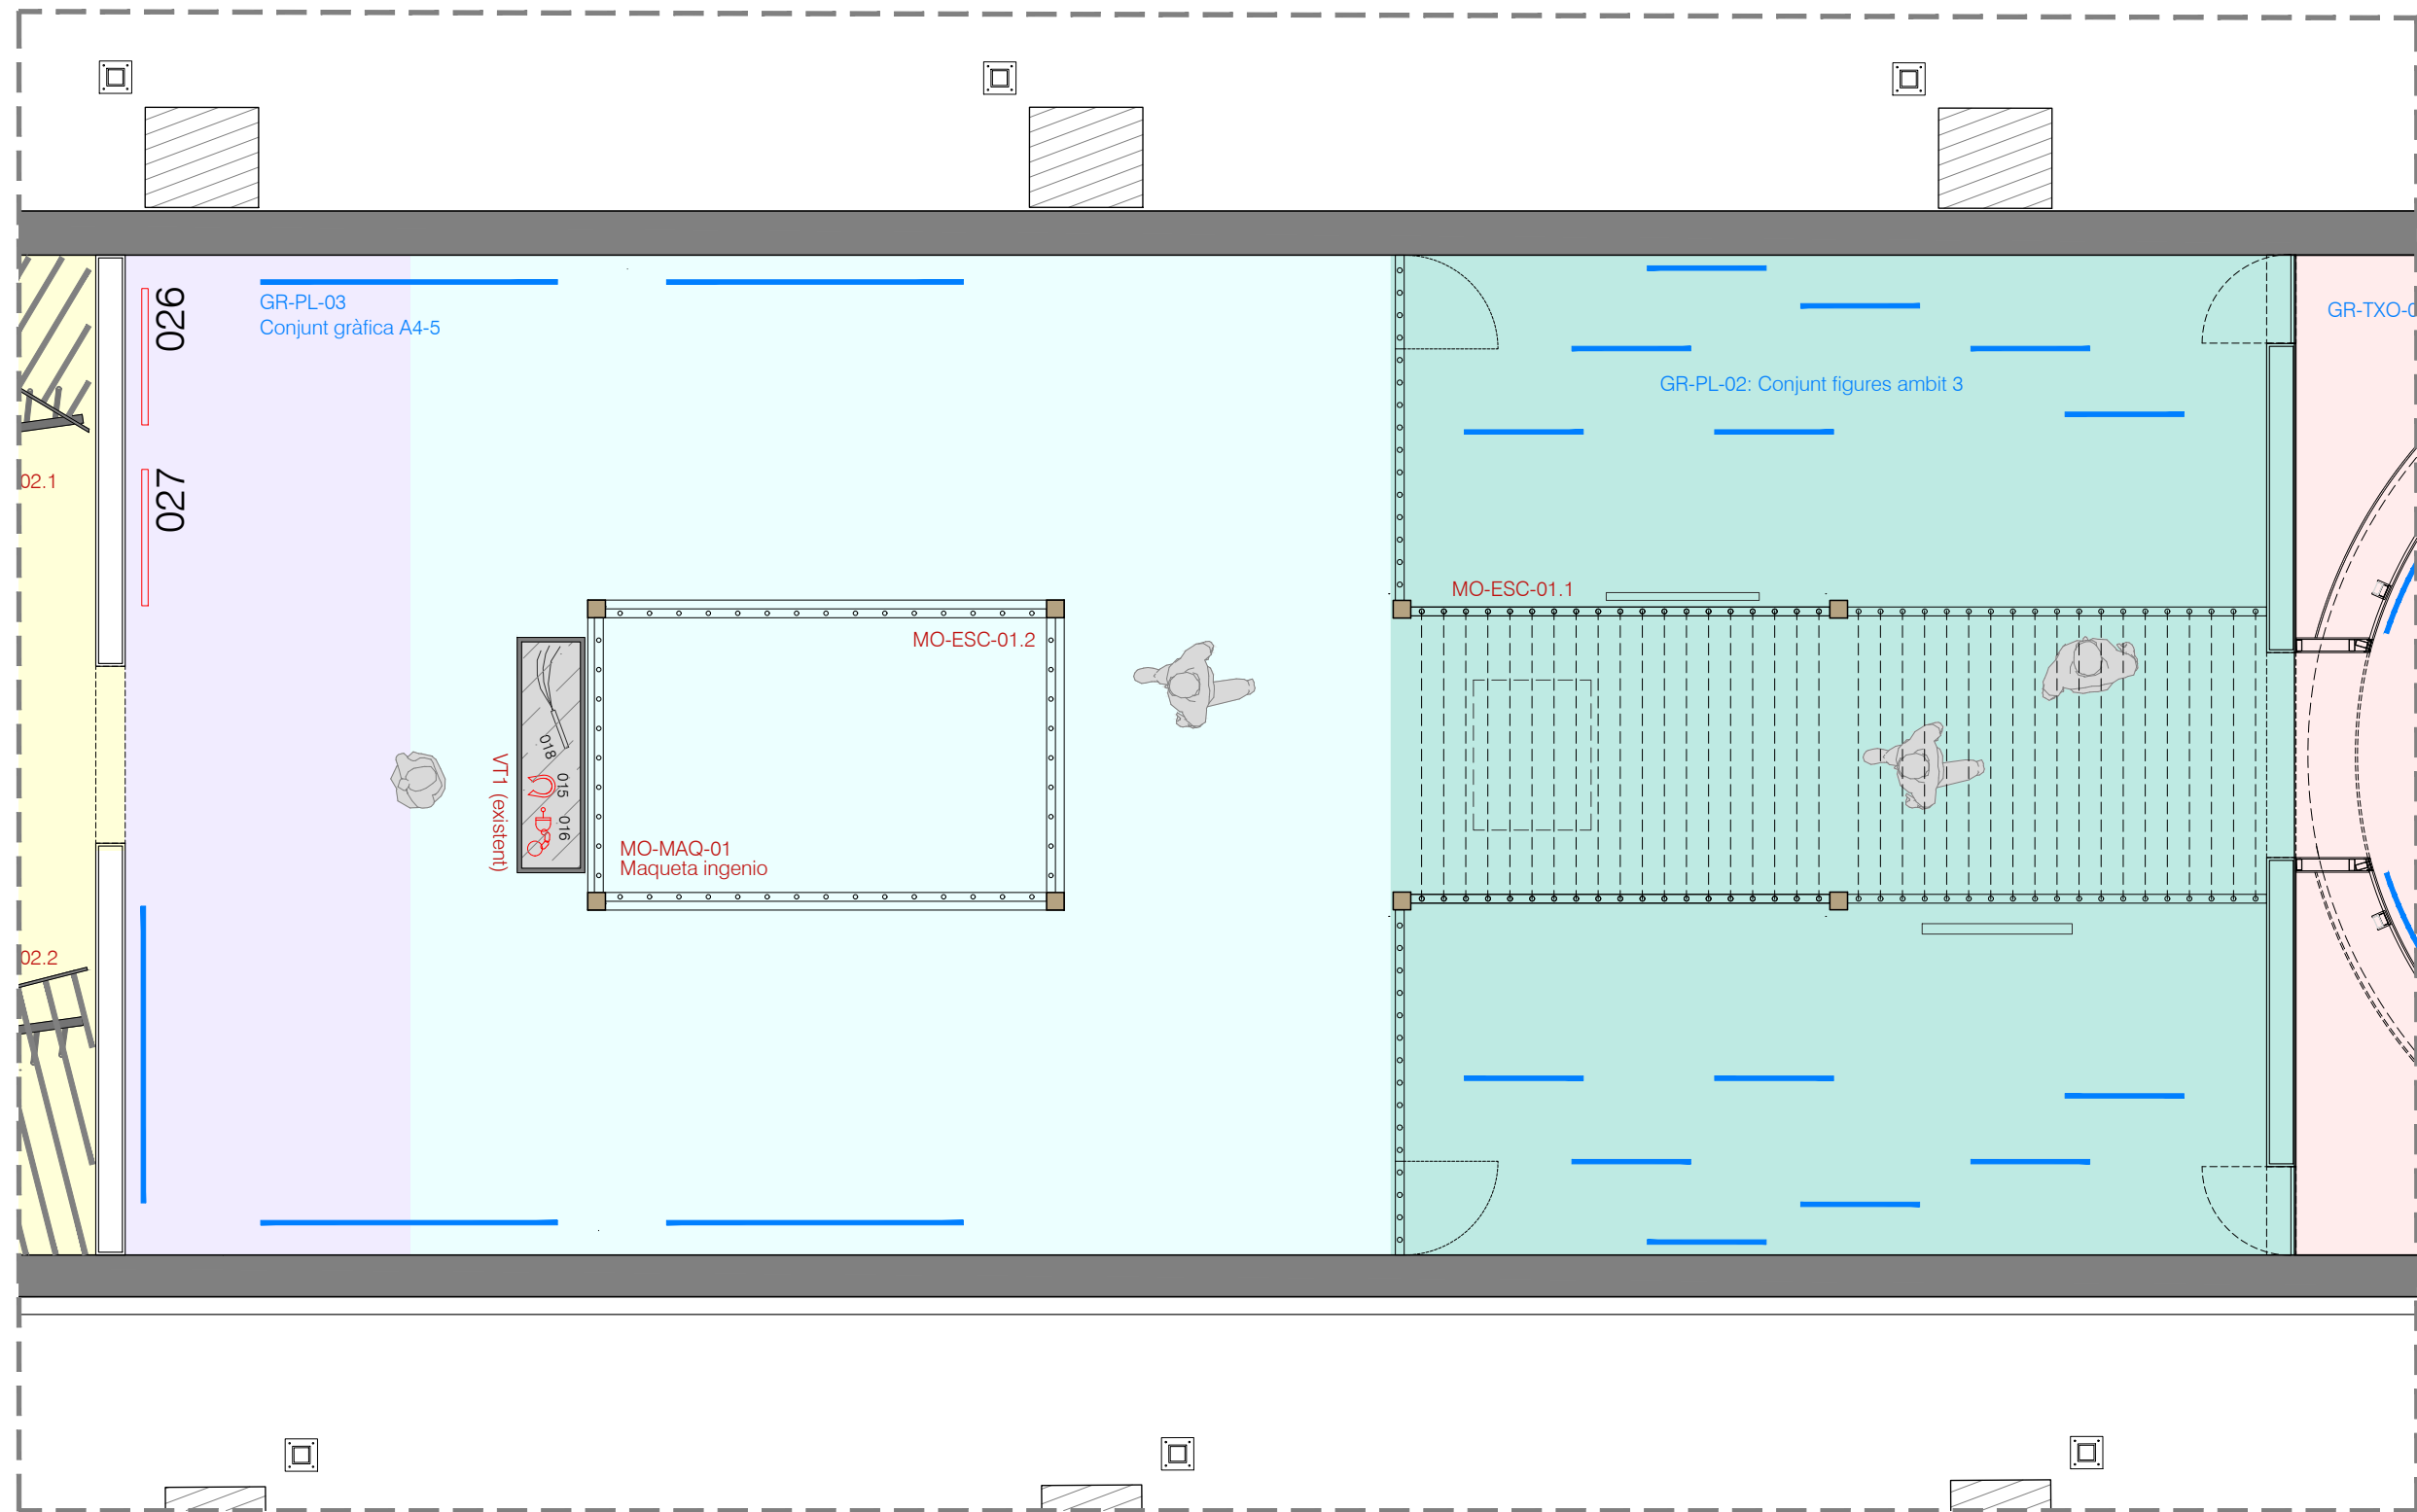 026
GR-PL-03
Conjunt gràfica A4-5
GR-TXO-0
GR-PL-02: Conjunt figures ambit 3
027
02.1
MO-ESC-01.1
MO-ESC-01.2
018
015
016
VT1 (existent)
MO-MAQ-01
Maqueta ingenio
02.2